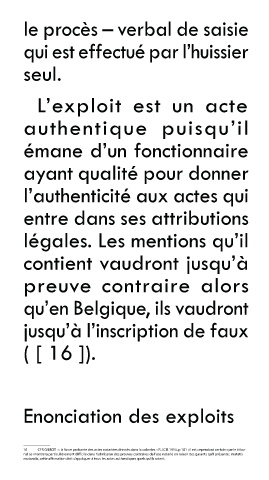 le procès – verbal de saisie
qui est effectué par l'huissier
seul.
L'exploit est un acte
authentique puisqu'il
émane d'un fonctionnaire
ayant qualité pour donner
l'authenticité aux actes qui
entre dans ses attributions
légales. Les mentions qu'il
contient vaudront jusqu'à
preuve contraire alors
qu'en Belgique, ils vaudront
jusqu'à l'inscription de faux
( [ 16 ]).
Enonciation des exploits